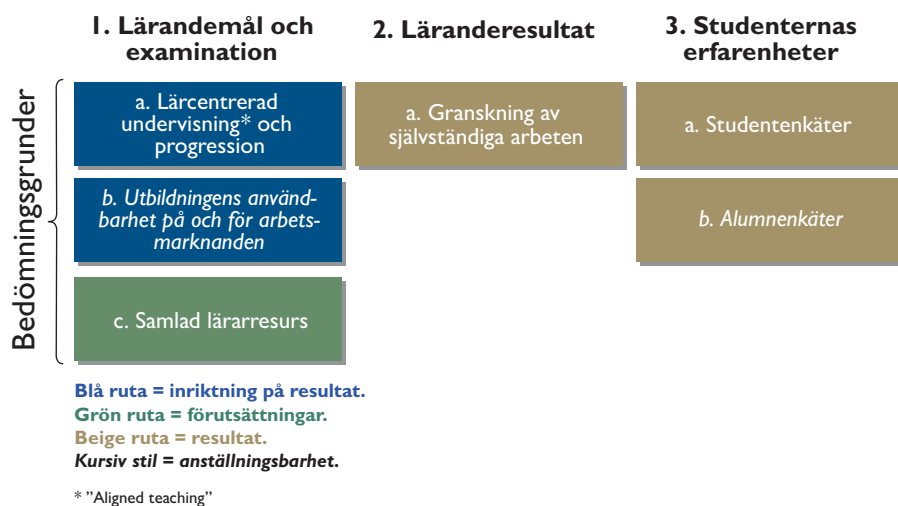 1. Lärandemål och
examination
2. Läranderesultat
3. Studenternas
erfarenheter
Bedömningsgrunder
a. Lärcentrerad
undervisning* och
progression
a. Granskning av
självständiga arbeten
a. Studentenkäter
b. Utbildningens använd-
barhet på och för arbets-
marknanden
b. Alumnenkäter
c. Samlad lärarresurs
Blå ruta = inriktning på resultat.
Grön ruta = förutsättningar.
Beige ruta = resultat.
Kursiv stil = anställningsbarhet.
* ”Aligned teaching”